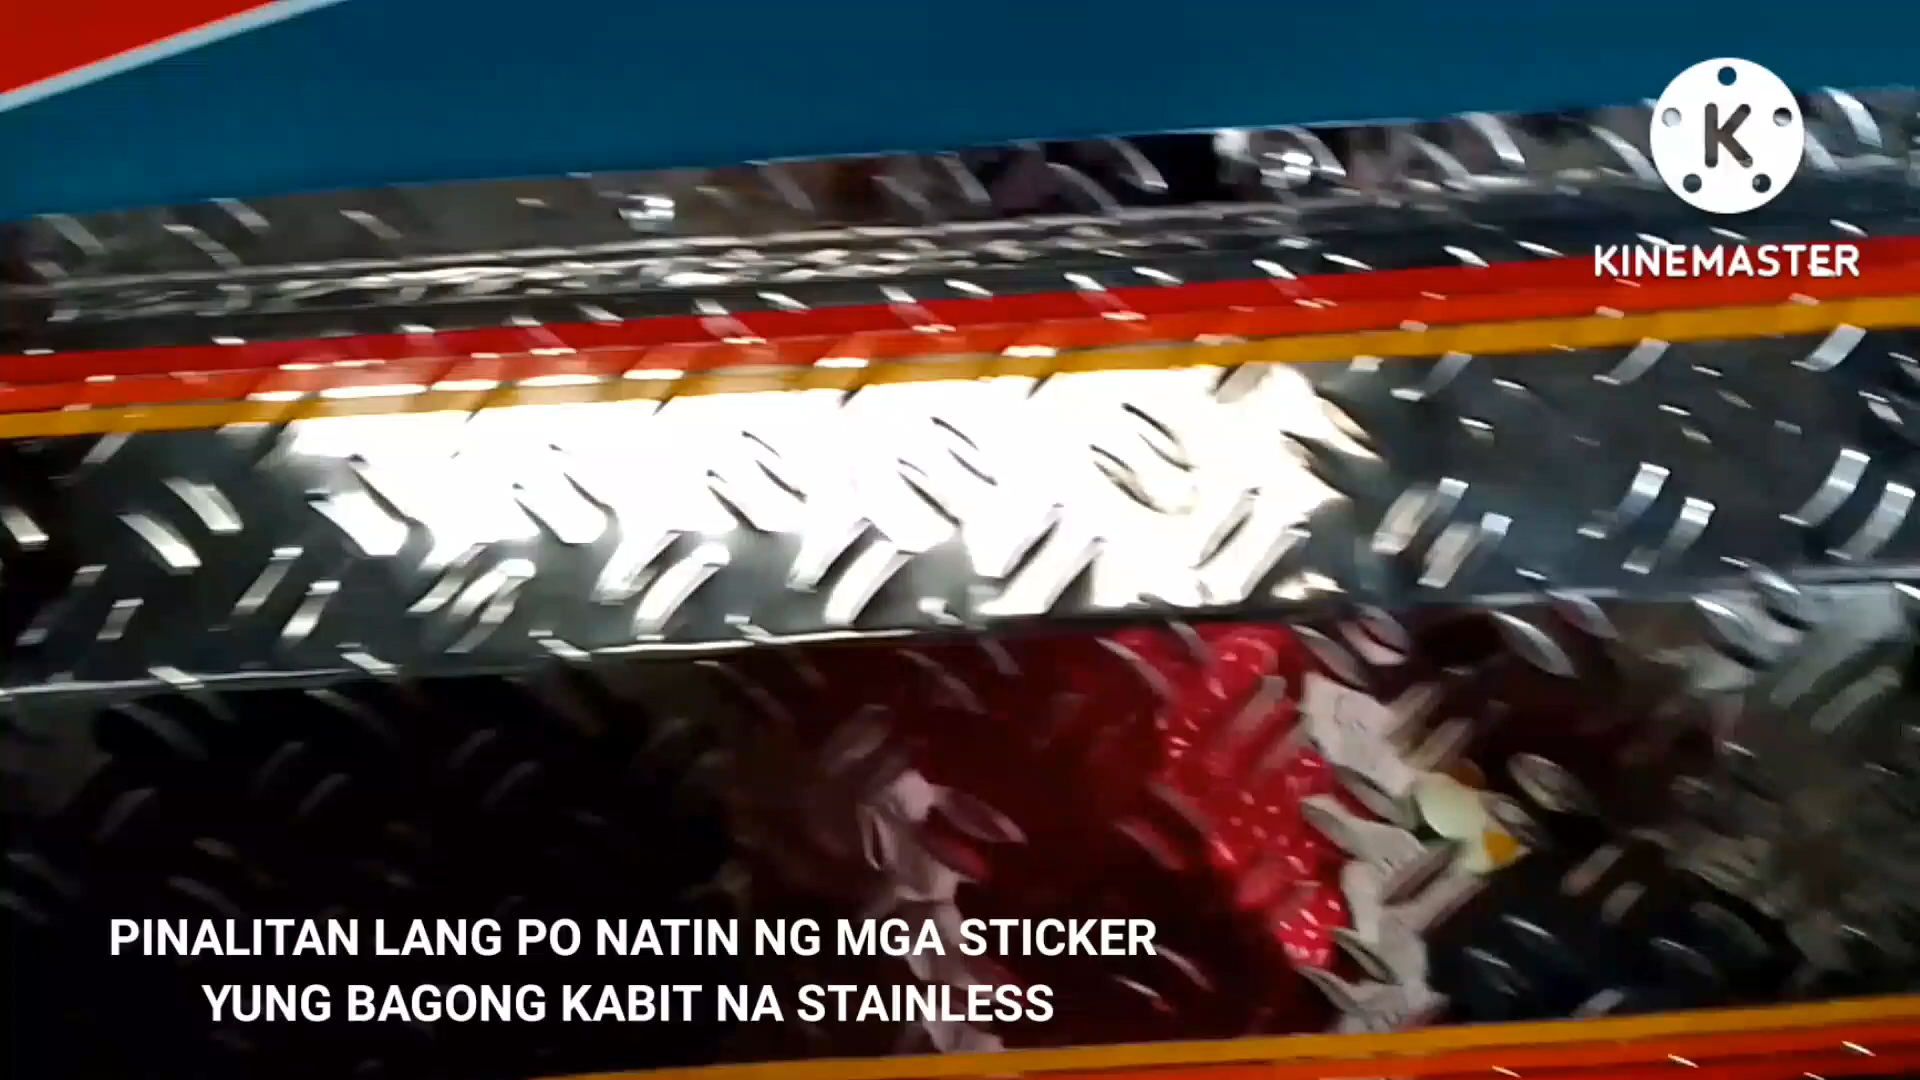 K
KINEMASTER
PINALITAN LANG PO NATIN NG MGA STICKER
YUNG BAGONG KABIT NA STAINLESS